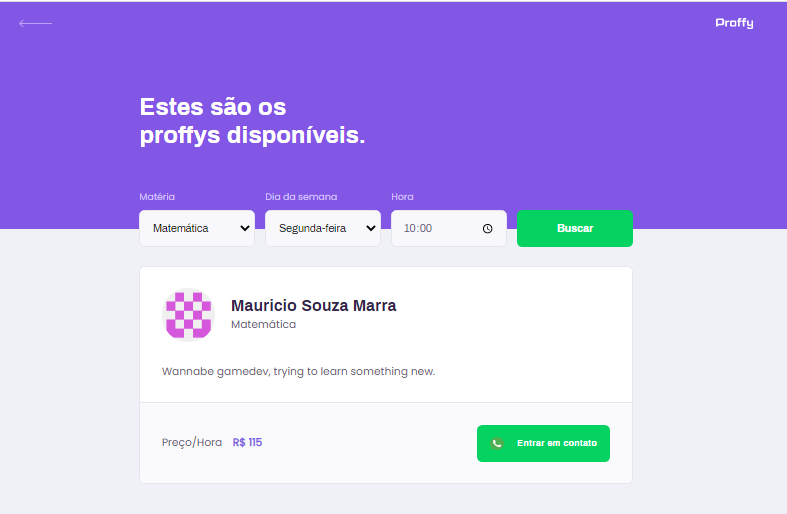 Proffy
Estes são os
proffys disponíveis.
Matéria Dia da semana Hora
Matemática Segunda-feira 10:00 Buscar
Mauricio Souza Marra
Matemática
Wannabe gamedev, trying to learn something new.
Preço/Hora R$ 115 Entrar em contato